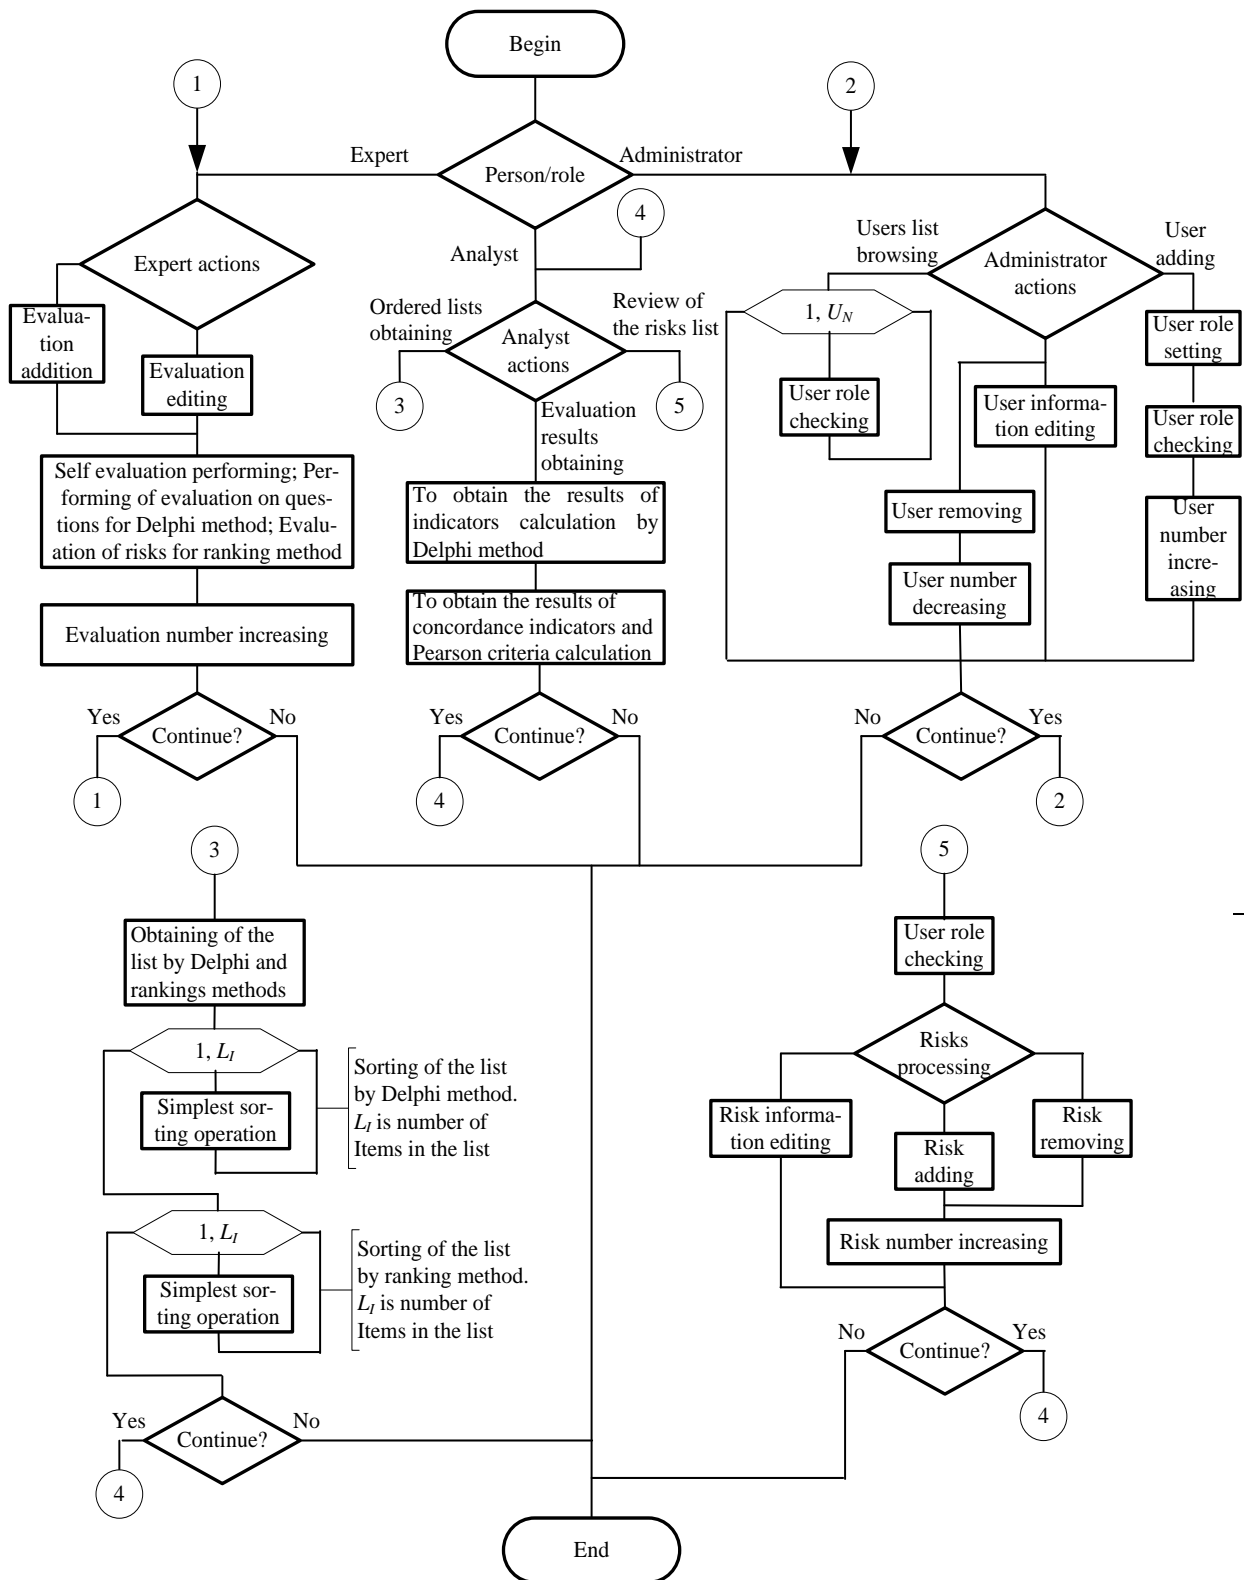 Begin
1
2
Expert
Administrator
Person/role
4
Users list
browsing
User
adding
Analyst
Expert actions
Administrator
actions
Ordered lists
obtaining
Review of
the risks list
Evalua-
tion
addition
1, U_N
User role
setting
Analyst
actions
Evaluation
editing
User role
checking
User informa-
tion editing
User role
checking
3
5
Evaluation
results
obtaining
Self evaluation performing; Per-
forming of evaluation on ques-
tions for Delphi method; Evalu-
ation of risks for ranking method
To obtain the results of
indicators calculation by
Delphi method
User removing
User
number
incre-
asing
User number
decreasing
Evaluation number increasing
To obtain the results of
concordance indicators and
Pearson criteria calculation
Yes
Continue?
No
Yes
Continue?
No
No
Continue?
Yes
1
4
2
3
5
Obtaining of the
list by Delphi and
rankings methods
User role
checking
1, L_I
Simplest sor-
ting operation
Sorting of the list
by Delphi method.
L_I is number of
Items in the list
Risks
processing
Risk informa-
tion editing
Risk
adding
Risk
removing
1, L_I
Simplest sor-
ting operation
Sorting of the list
by ranking method.
L_I is number of
Items in the list
Risk number increasing
No
Continue?
Yes
4
Yes
Continue?
No
4
End